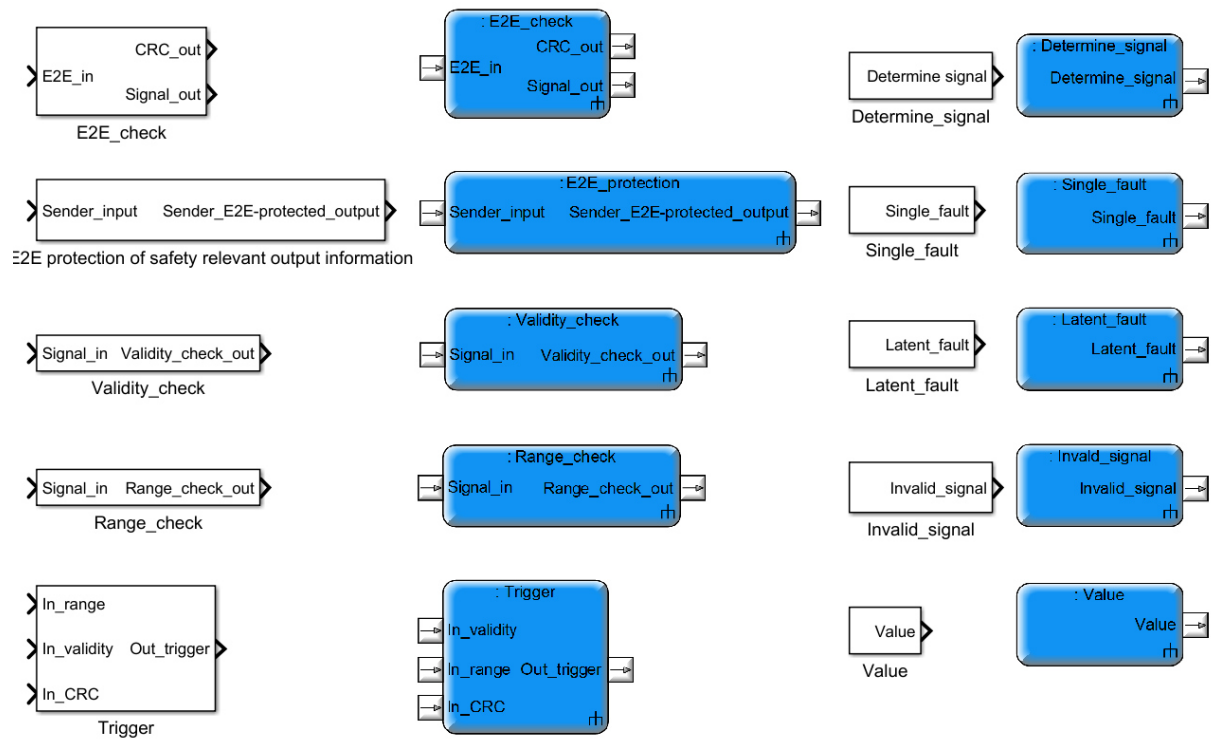 CRC_out
E2E_in
Signal_out
E2E_check
: E2E_check
CRC_out
E2E_in
Signal_out
Determine signal
Determine_signal
: Determine_signal
Determine_signal
Sender_input Sender_E2E-protected_output
E2E protection of safety relevant output information
: E2E_protection
Sender_input Sender_E2E-protected_output
Single_fault
Single_fault
: Single_fault
Single_fault
Signal_in Validity_check_out
Validity_check
: Validity_check
Signal_in Validity_check_out
Latent_fault
Latent_fault
: Latent_fault
Latent_fault
Signal_in Range_check_out
Range_check
: Range_check
Signal_in Range_check_out
Invalid_signal
Invalid_signal
: Invald_signal
Invalid_signal
In_range
In_validity Out_trigger
In_CRC
Trigger
: Trigger
In_validity
In_range Out_trigger
In_CRC
Value
Value
: Value
Value